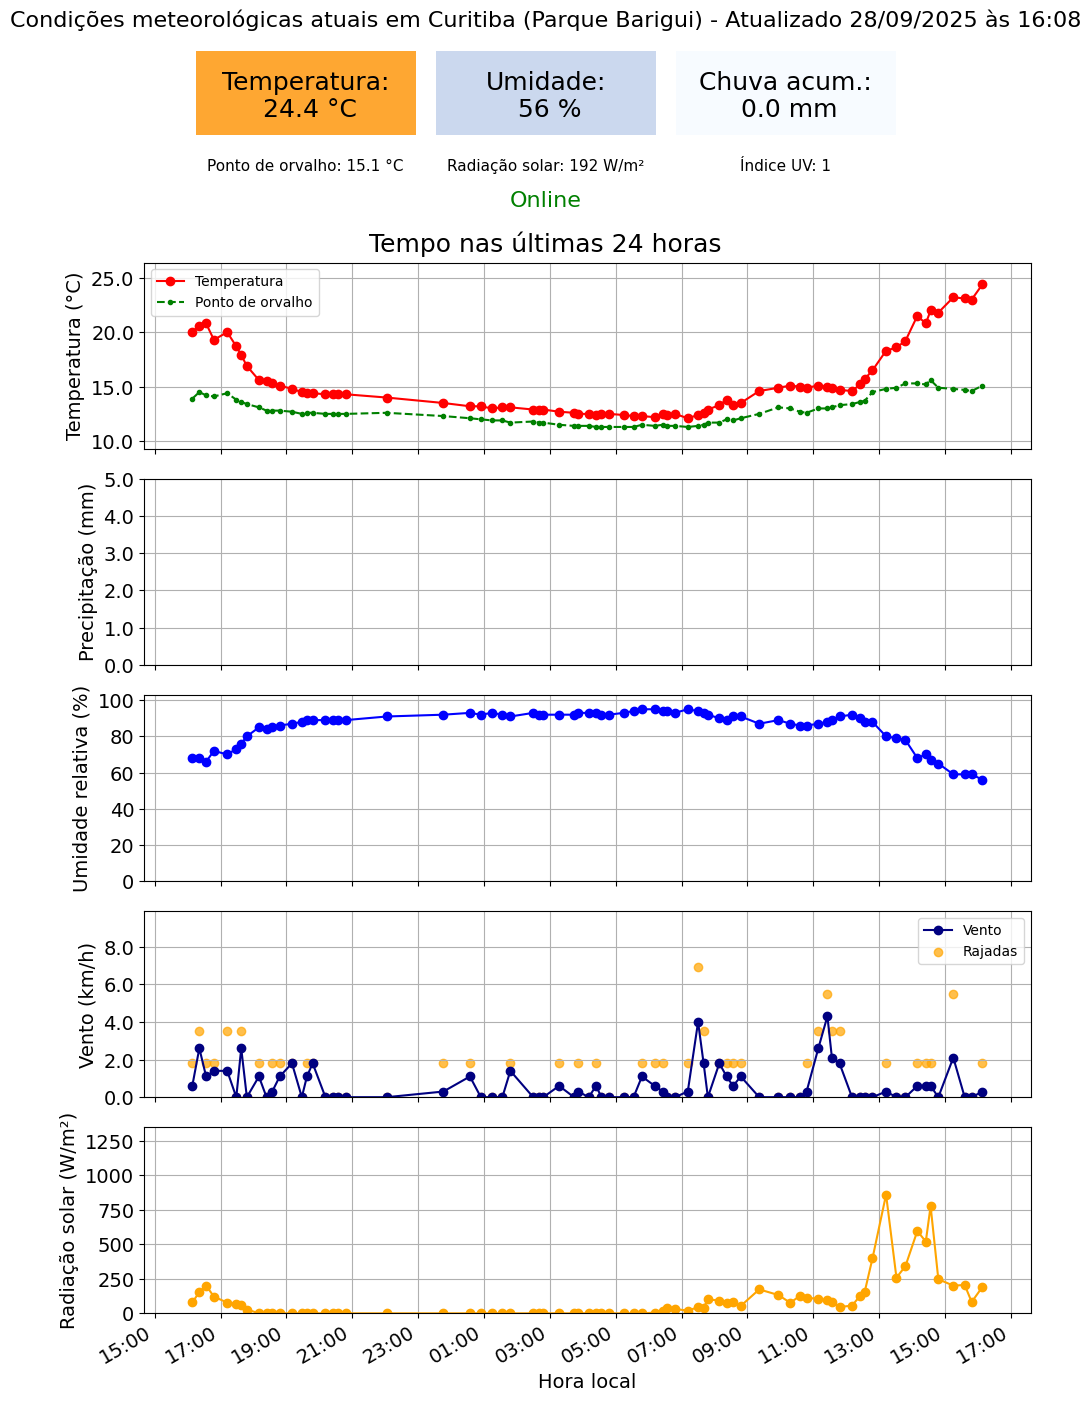 Condições meteorológicas atuais em Curitiba (Parque Barigui) - Atualizado 28/09/2025 às 16:08
Temperatura:
24.4 °C
Umidade:
56 %
Chuva acum.:
0.0 mm
Ponto de orvalho: 15.1 °C
Radiação solar: 192 W/m²
Índice UV: 1
Online
Tempo nas últimas 24 horas
Temperatura (°C)
25.0
20.0
15.0
10.0
Temperatura
Ponto de orvalho
Precipitação (mm)
5.0
4.0
3.0
2.0
1.0
0.0
Umidade relativa (%)
100
80
60
40
20
0
Vento (km/h)
8.0
6.0
4.0
2.0
0.0
Vento
Rajadas
Radiação solar (W/m²)
1250
1000
750
500
250
0
15:00
17:00
19:00
21:00
23:00
01:00
03:00
05:00
07:00
09:00
11:00
13:00
15:00
17:00
Hora local